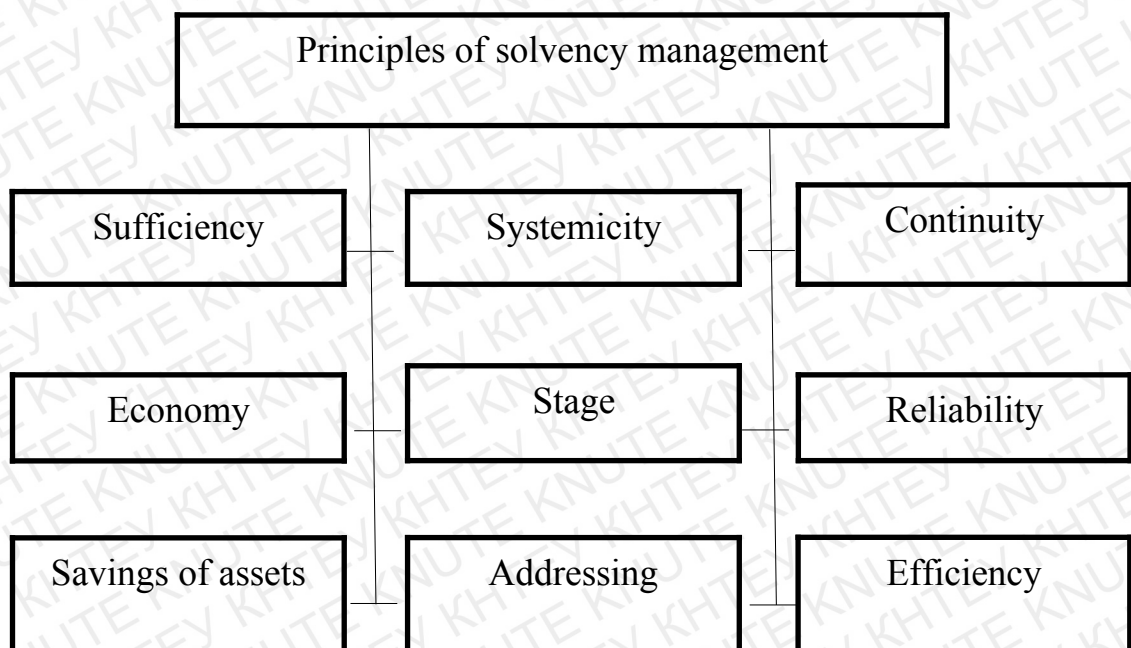 Principles of solvency management
Sufficiency
Systemicity
Continuity
Economy
Stage
Reliability
Savings of assets
Addressing
Efficiency